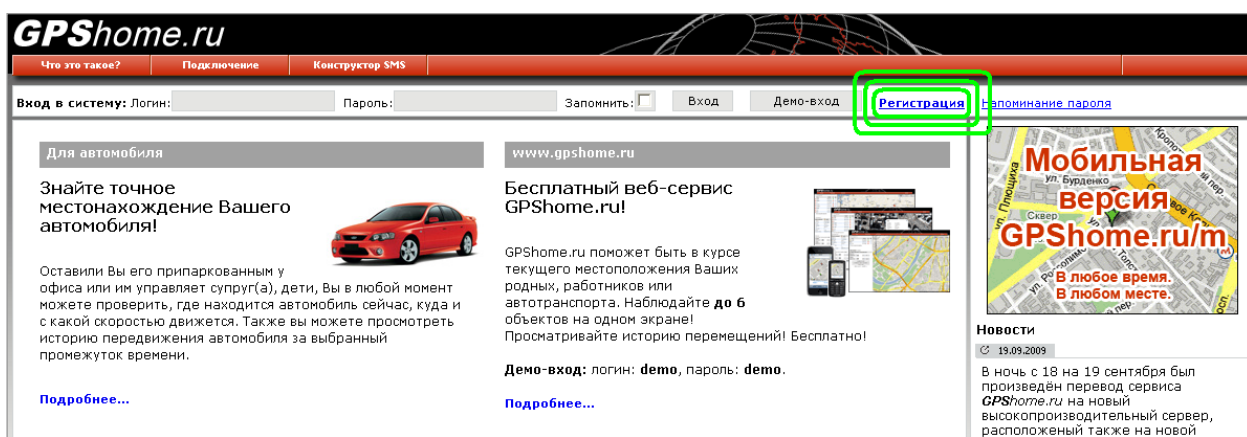 GPShome.ru
Что это такое? Подключение Конструктор SMS
Вход в систему: Логин: Пароль: Запомнить: Вход Демо-вход Регистрация Напоминание пароля
Для автомобиля
Знайте точное
местонахождение Вашего
автомобиля!
Оставили Вы его припаркованным у
офиса или им управляет супруг(а), дети, Вы в любой момент
можете проверить, где находится автомобиль сейчас, куда и
с какой скоростью движется. Также вы можете просмотреть
историю передвижения автомобиля за выбранный
промежуток времени.
Подробнее...
www.gpshome.ru
Бесплатный веб-сервис
GPShome.ru!
GPShome.ru поможет быть в курсе
текущего местоположения Ваших
родных, работников или
автотранспорта. Наблюдайте до 6
объектов на одном экране!
Просматривайте историю перемещений! Бесплатно!
Демо-вход: логин: demo, пароль: demo.
Подробнее...
Мобильная
версия
GPShome.ru/m
В любое время.
В любом месте.
ул. Плющиха
ул. Бурденко
Сквер
Новости
19.09.2009
В ночь с 18 на 19 сентября был
произведён перевод сервиса
GPShome.ru на новый
высокопроизводительный сервер,
расположеный также на новой